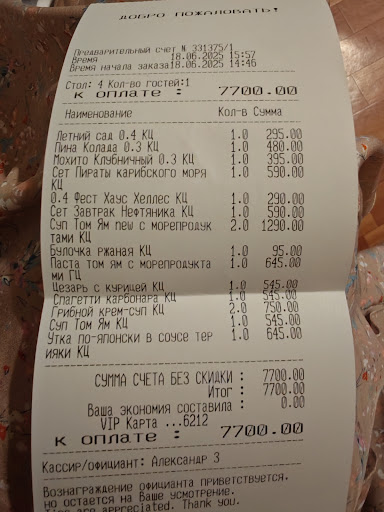 ДОБРО ПОЖАЛОВАТЬ!
Предварительный счет N 331375/1
Время 18.06.2025 15:57
Время начала заказа18.06.2025 14:46
Стол: 4 Кол-во гостей:1
К ОПЛАТЕ : 7700.00
Наименование Кол-в Сумма
Летний сад 0.4 КЦ 1.0 295.00
Пина Колада 0.3 КЦ 1.0 480.00
Мохито Клубничный 0.3 КЦ 1.0 395.00
Сет Пираты карибского моря 1.0 590.00
КЦ
0.4 Фест Хаус Хеллес КЦ 1.0 290.00
Сет Завтрак Нефтяника КЦ 1.0 590.00
Суп Том Ям new с морепродук 2.0 1290.00
тами КЦ
Булочка ржаная КЦ 1.0 95.00
Паста том ям с морепродукта 1.0 645.00
ми ГЦ
Цезарь с курицей КЦ 1.0 545.00
Спагетти карбонара КЦ 1.0 545.00
Грибной крем-суп КЦ 2.0 750.00
Суп Том Ям КЦ 1.0 545.00
Утка по-японски в соусе тер 1.0 645.00
ияки КЦ
СУММА СЧЕТА БЕЗ СКИДКИ : 7700.00
Итог : 7700.00
Ваша экономия составила : 0.00
VIP Карта ...6212
К ОПЛАТЕ : 7700.00
Кассир/официант: Александр З
Вознаграждение официанта приветствуется,
но остается на Ваше усмотрение.
Tips are appreciated. Thank you.